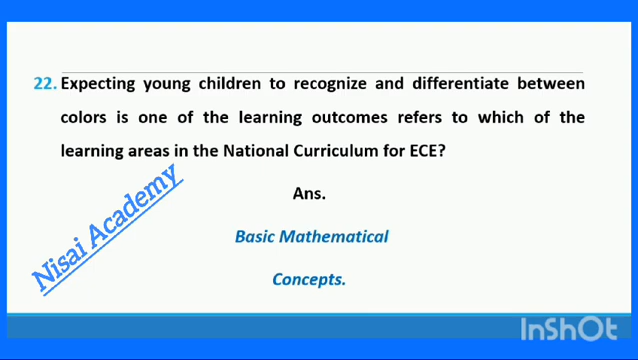 22. Expecting young children to recognize and differentiate between
colors is one of the learning outcomes refers to which of the
learning areas in the National Curriculum for ECE?
Ans.
Nisai Academy
Basic Mathematical
Concepts.
InShOt